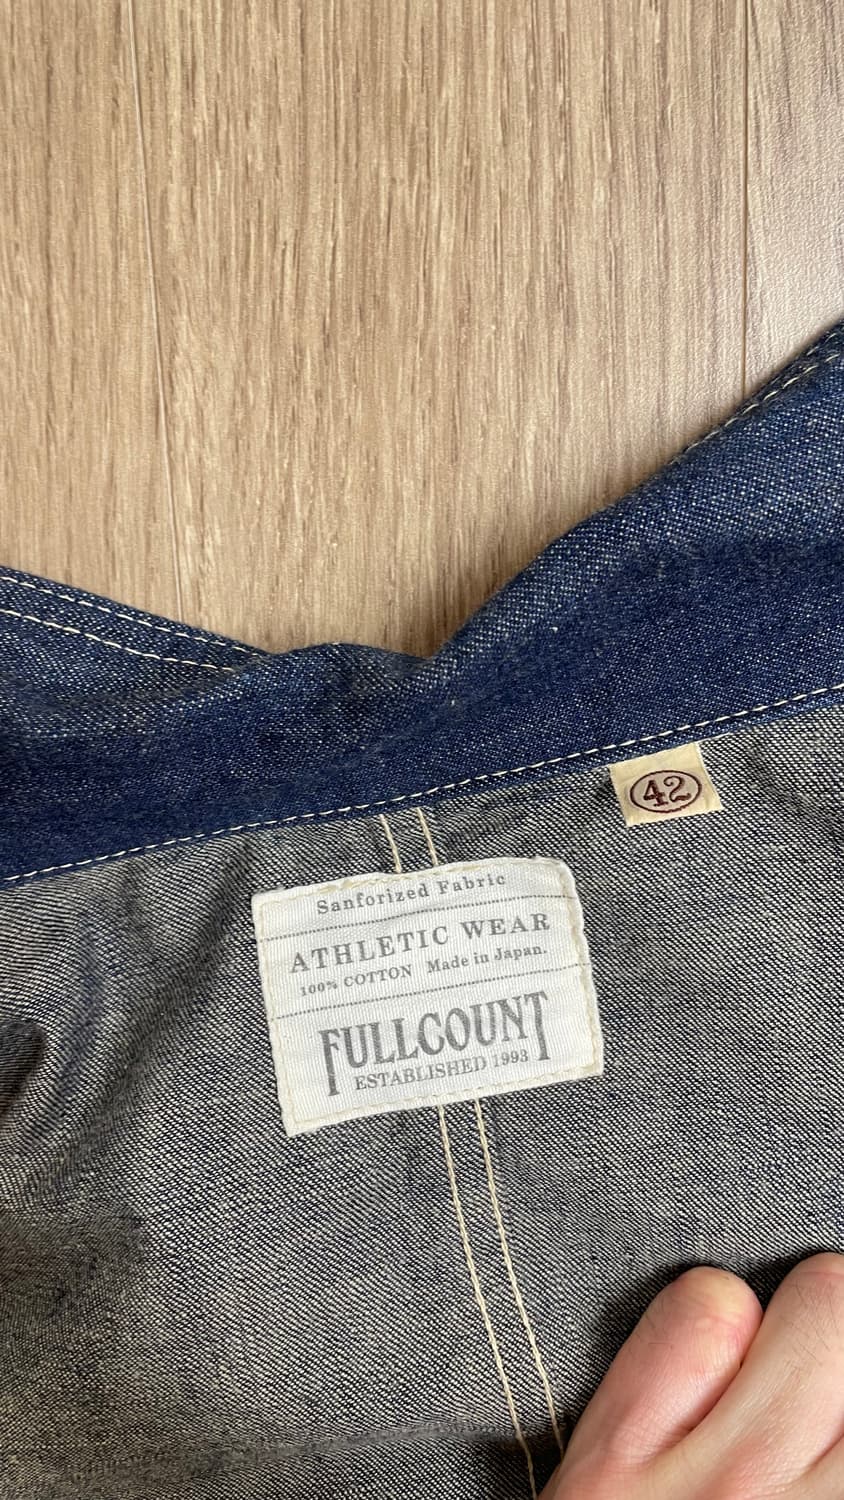 42
Sanforized Fabric
ATHLETIC WEAR
100% COTTON Made in Japan.
FULLCOUNT
ESTABLISHED 1993